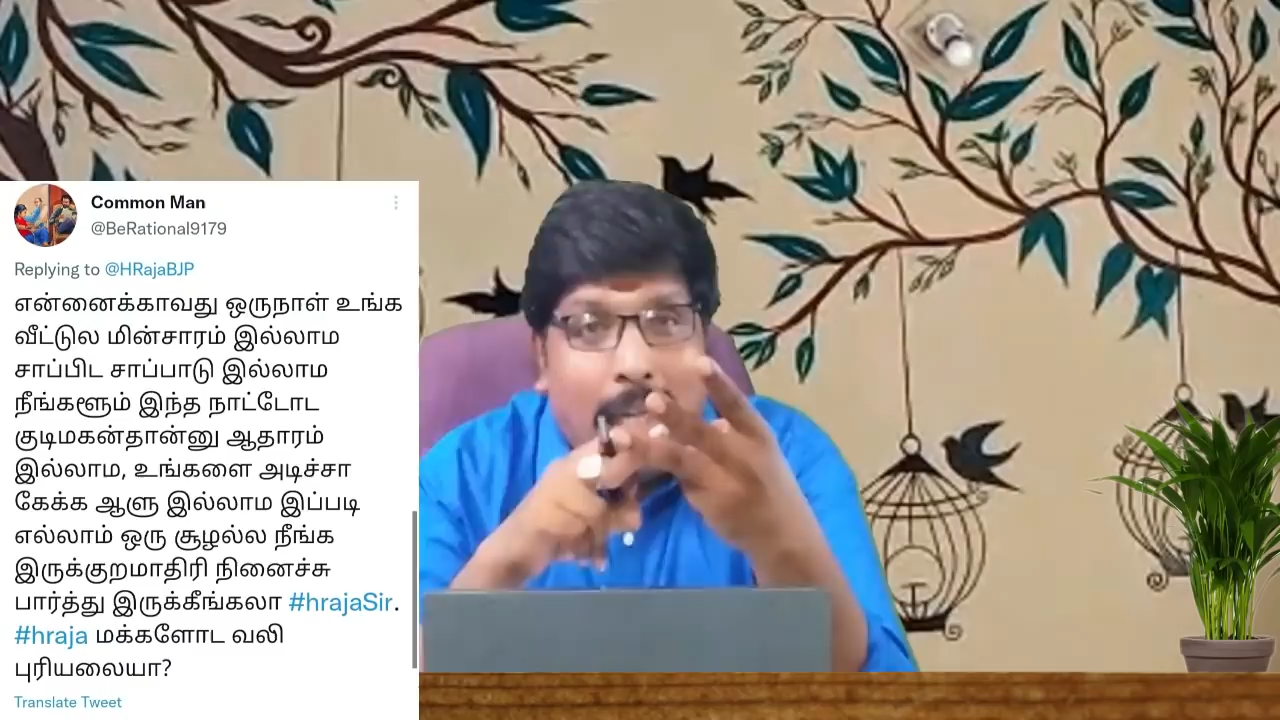 Common Man
@BeRational9179
Replying to @HRajaBJP
என்னைக்காவது ஒருநாள் உங்க
வீட்டுல மின்சாரம் இல்லாம
சாப்பிட சாப்பாடு இல்லாம
நீங்களும் இந்த நாட்டோட
குடிமகன்தான்னு ஆதாரம்
இல்லாம, உங்களை அடிச்சா
கேக்க ஆளு இல்லாம இப்படி
எல்லாம் ஒரு சூழல்ல நீங்க
இருக்குறமாதிரி நினைச்சு
பார்த்து இருக்கீங்கலா #hrajaSir.
#hraja மக்களோட வலி
புரியலையா?
Translate Tweet